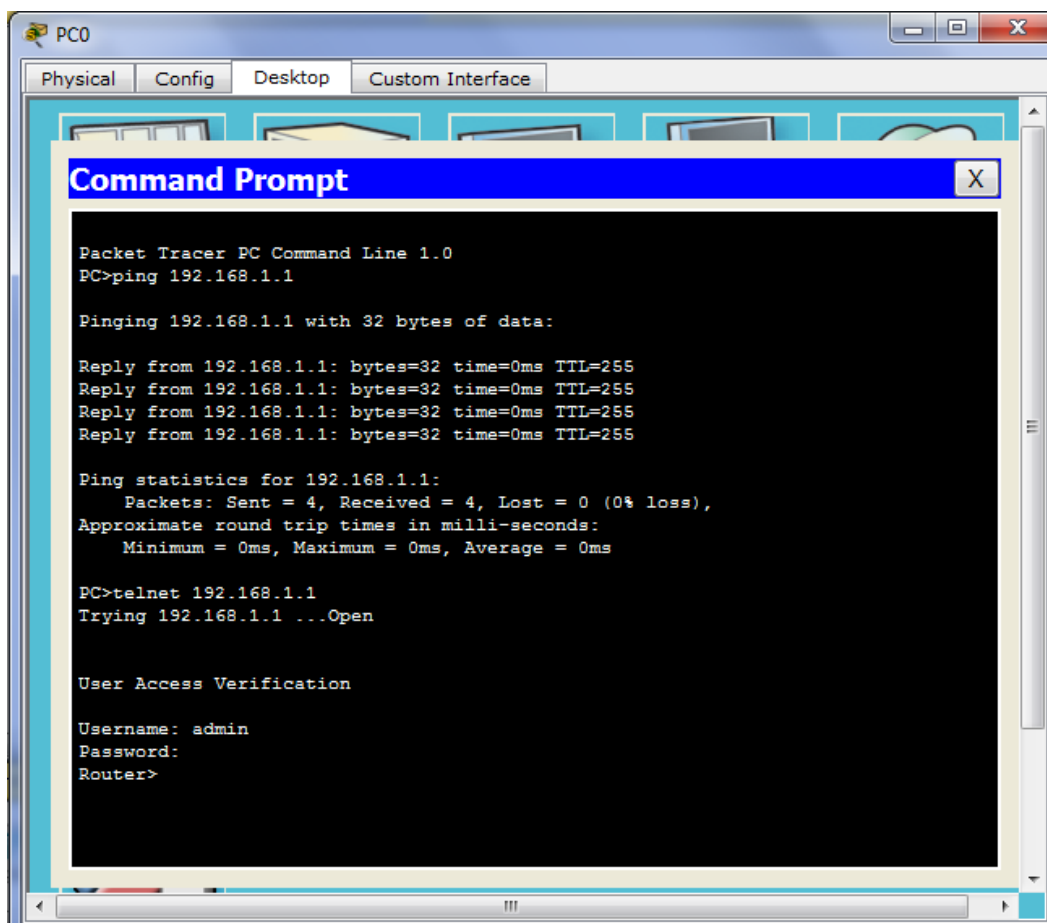 PC0
Physical Config Desktop Custom Interface
Command Prompt
X
Packet Tracer PC Command Line 1.0
PC>ping 192.168.1.1
Pinging 192.168.1.1 with 32 bytes of data:
Reply from 192.168.1.1: bytes=32 time=0ms TTL=255
Reply from 192.168.1.1: bytes=32 time=0ms TTL=255
Reply from 192.168.1.1: bytes=32 time=0ms TTL=255
Reply from 192.168.1.1: bytes=32 time=0ms TTL=255
Ping statistics for 192.168.1.1:
Packets: Sent = 4, Received = 4, Lost = 0 (0% loss),
Approximate round trip times in milli-seconds:
Minimum = 0ms, Maximum = 0ms, Average = 0ms
PC>telnet 192.168.1.1
Trying 192.168.1.1 ...Open
User Access Verification
Username: admin
Password:
Router>